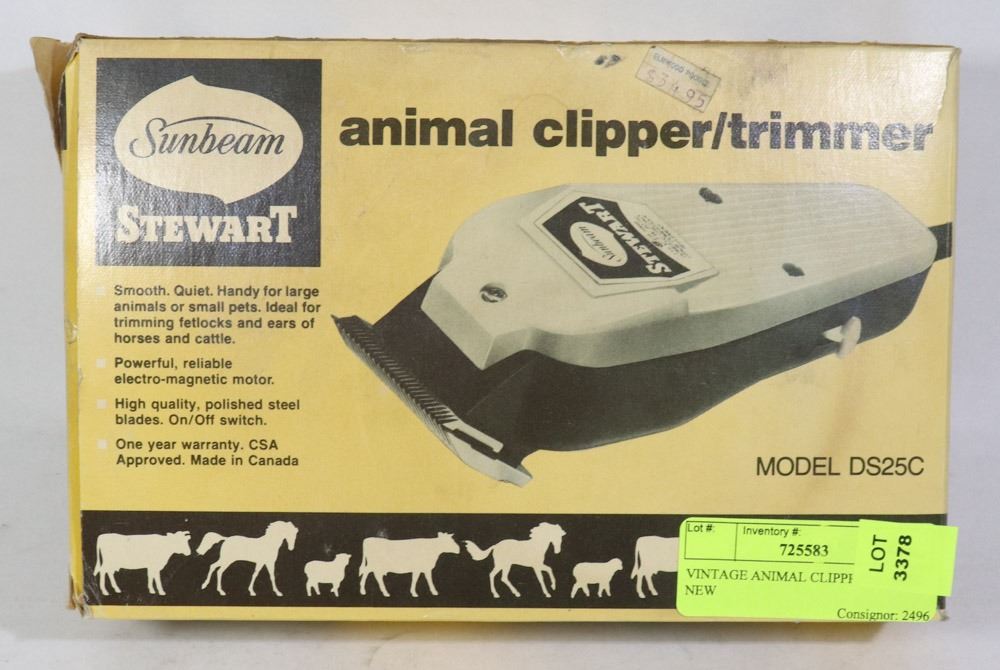 $34.95
Sunbeam
STEWART
animal clipper/trimmer
Sunbeam
STEWART
Smooth. Quiet. Handy for large
animals or small pets. Ideal for
trimming fetlocks and ears of
horses and cattle.
Powerful, reliable
electro-magnetic motor.
High quality, polished steel
blades. On/Off switch.
One year warranty. CSA
Approved. Made in Canada
MODEL DS25C
Lot #:
Inventory #:
725583
LOT
3378
VINTAGE ANIMAL CLIPP
NEW
Consignor: 2496